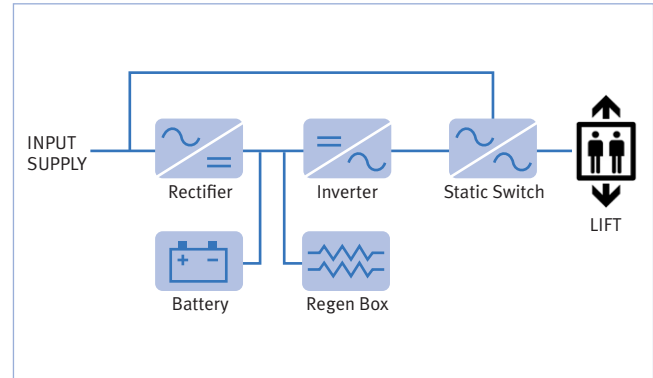 INPUT
SUPPLY
Rectifier
Inverter
Static Switch
LIFT
+ -
Battery
Regen Box